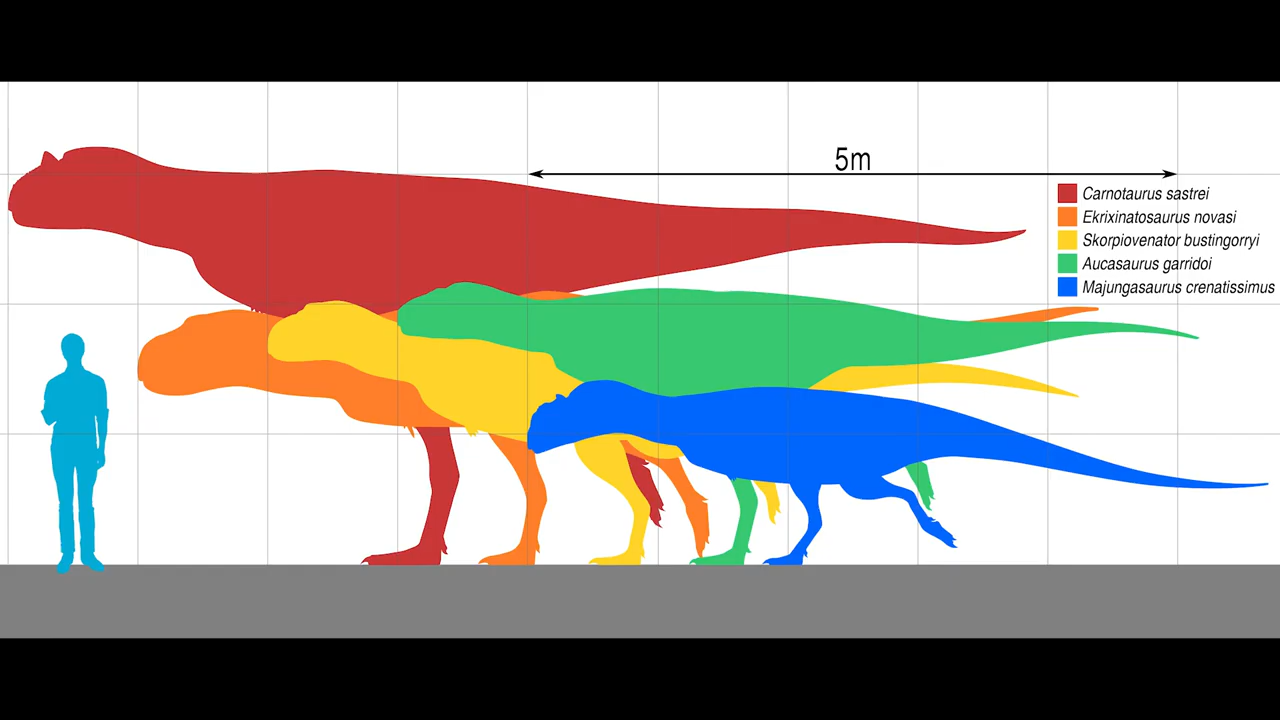 5m
Carnotaurus sastrei
Ekrixinatosaurus novasi
Skorpiovenator bustingorryi
Aucasaurus garridoi
Majungasaurus crenatissimus